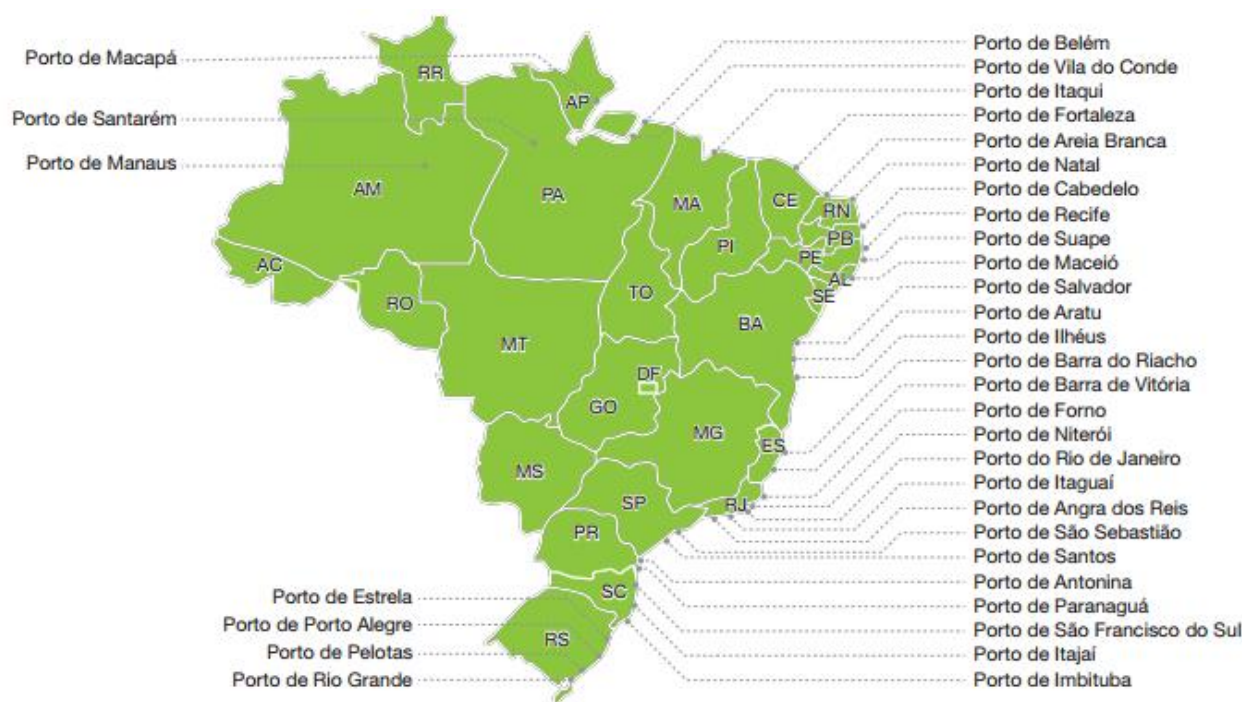 Porto de Macapá
Porto de Santarém
Porto de Manaus
RR
AP
AM
PA
MA
CE
RN
PB
PE
AL
SE
PI
AC
RO
TO
BA
MT
DF
GO
MG
ES
MS
SP
RJ
PR
SC
RS
Porto de Belém
Porto de Vila do Conde
Porto de Itaqui
Porto de Fortaleza
Porto de Areia Branca
Porto de Natal
Porto de Cabedelo
Porto de Recife
Porto de Suape
Porto de Maceió
Porto de Salvador
Porto de Aratu
Porto de Ilhéus
Porto de Barra do Riacho
Porto de Barra de Vitória
Porto de Forno
Porto de Niterói
Porto do Rio de Janeiro
Porto de Itaguaí
Porto de Angra dos Reis
Porto de São Sebastião
Porto de Santos
Porto de Antonina
Porto de Paranaguá
Porto de São Francisco do Sul
Porto de Itajaí
Porto de Imbituba
Porto de Estrela
Porto de Porto Alegre
Porto de Pelotas
Porto de Rio Grande